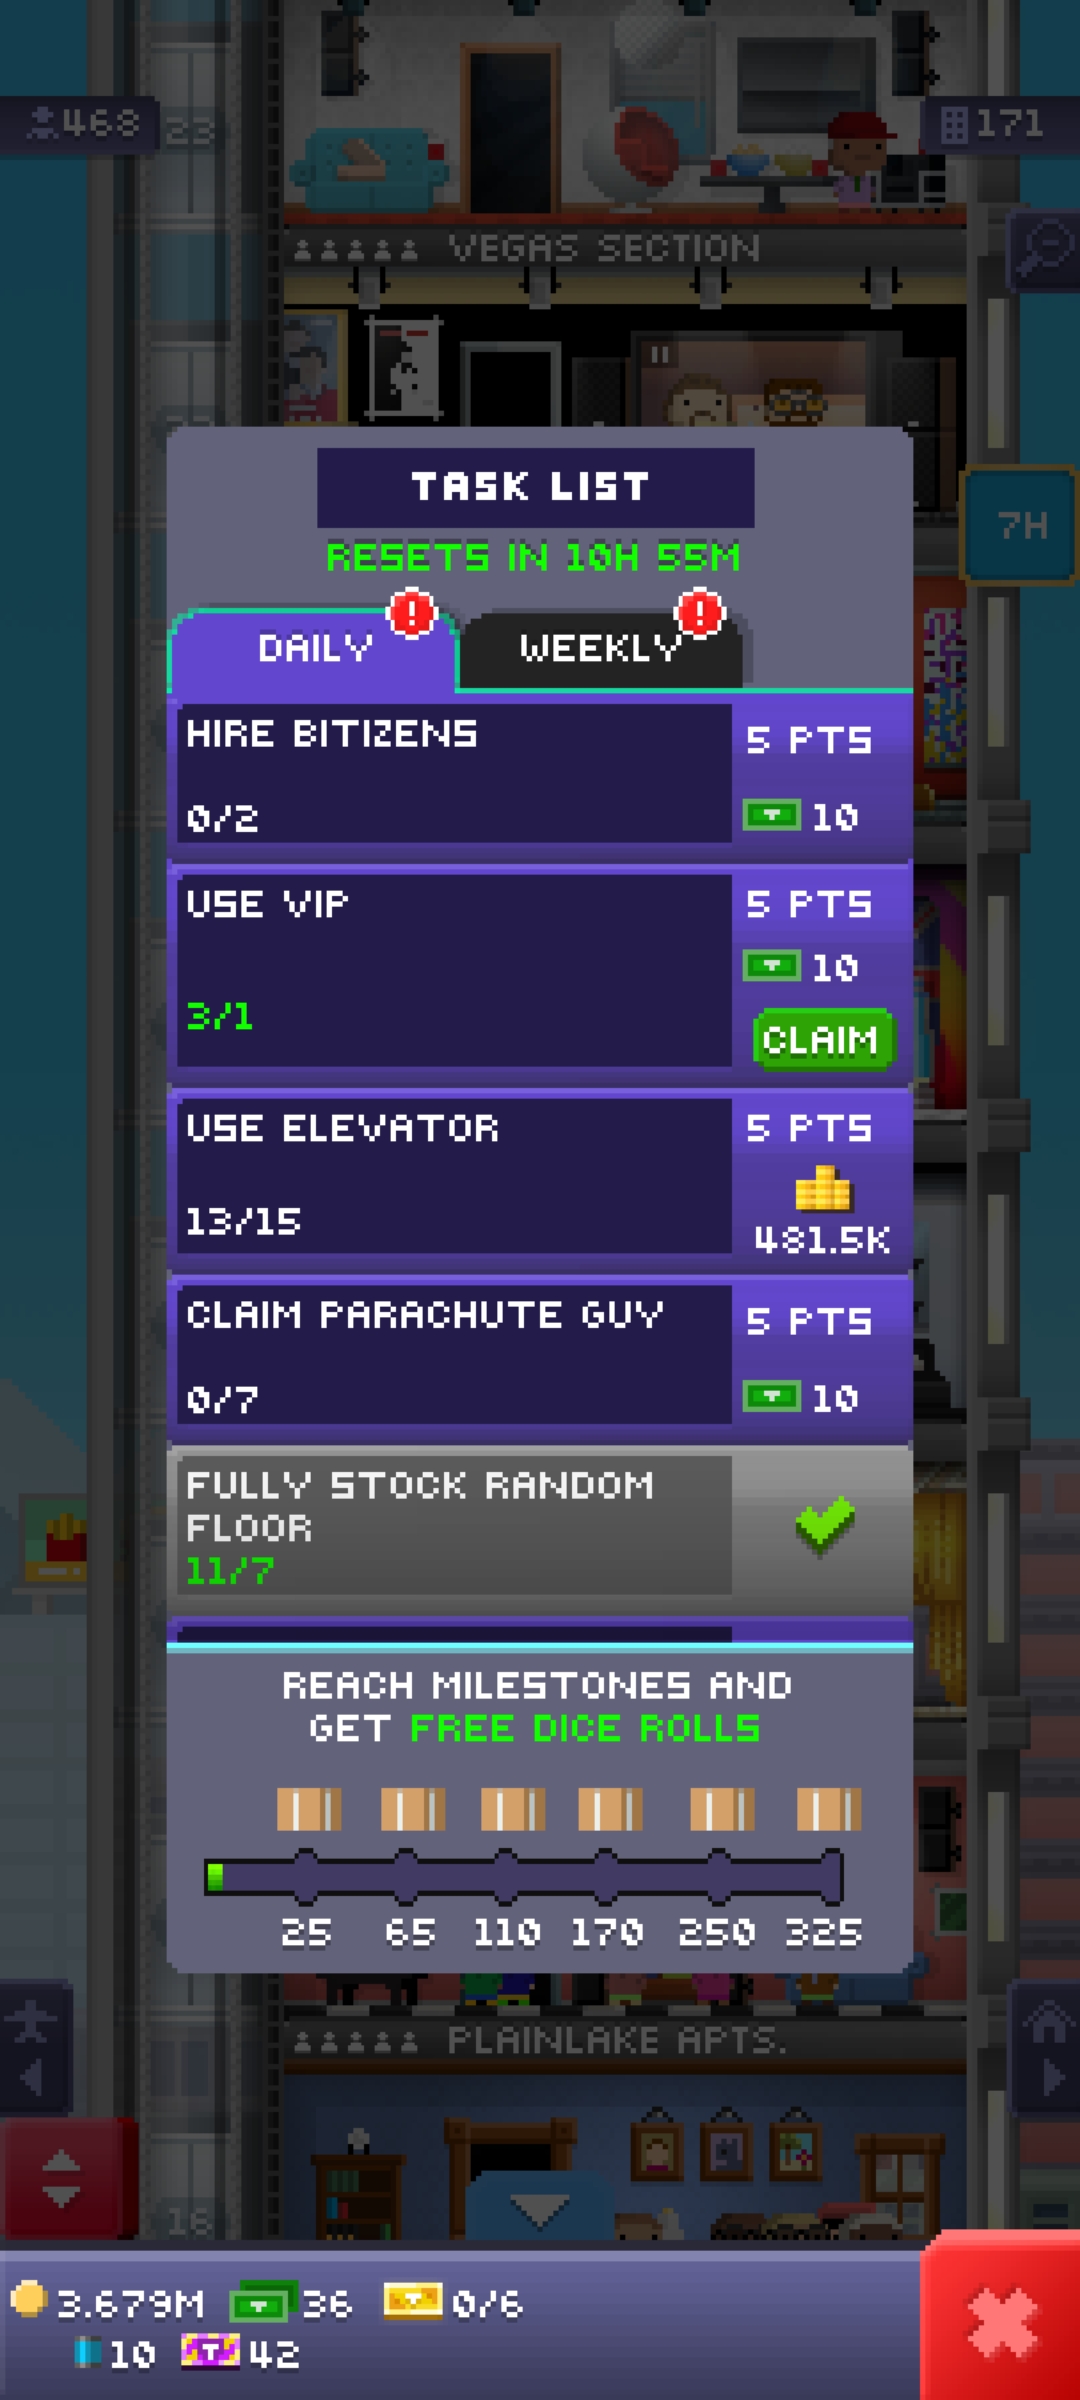 468
23
171
VEGAS SECTION
TASK LIST
RESETS IN 10H 55M
7H
DAILY
WEEKLY
HIRE BITIZENS
5 PTS
0/2
10
USE VIP
5 PTS
10
3/1
CLAIM
USE ELEVATOR
5 PTS
13/15
481.5K
CLAIM PARACHUTE GUY
5 PTS
0/7
10
FULLY STOCK RANDOM
FLOOR
11/7
REACH MILESTONES AND
GET FREE DICE ROLLS
25 65 110 170 250 325
PLAINLAKE APTS.
18
3.679M 36 0/6
10 42